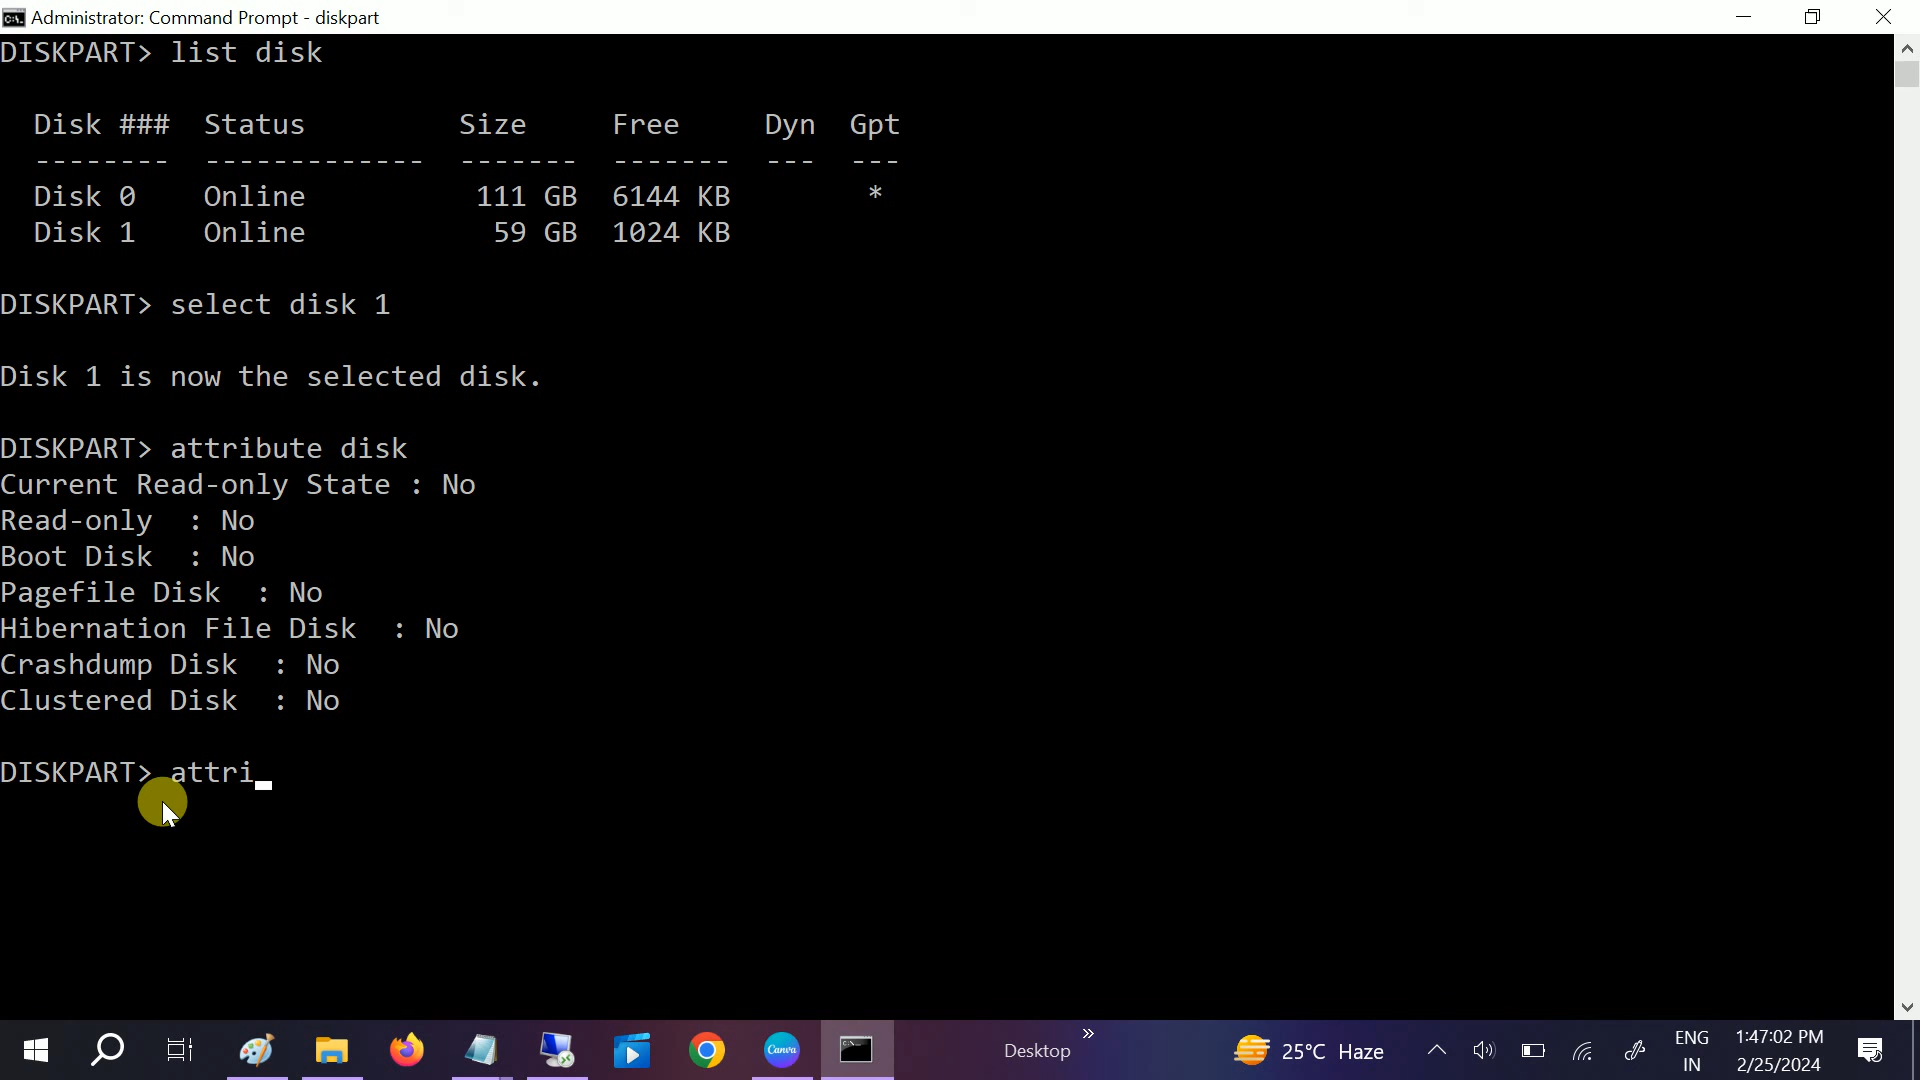 Administrator: Command Prompt - diskpart
DISKPART> list disk
Disk ### Status Size Free Dyn Gpt
-------- ------------- ------- ------- --- ---
Disk 0 Online 111 GB 6144 KB *
Disk 1 Online 59 GB 1024 KB
DISKPART> select disk 1
Disk 1 is now the selected disk.
DISKPART> attribute disk
Current Read-only State : No
Read-only : No
Boot Disk : No
Pagefile Disk : No
Hibernation File Disk : No
Crashdump Disk : No
Clustered Disk : No
DISKPART> attri_
Canva
Desktop
»
25°C Haze
ENG
IN
1:47:02 PM
2/25/2024